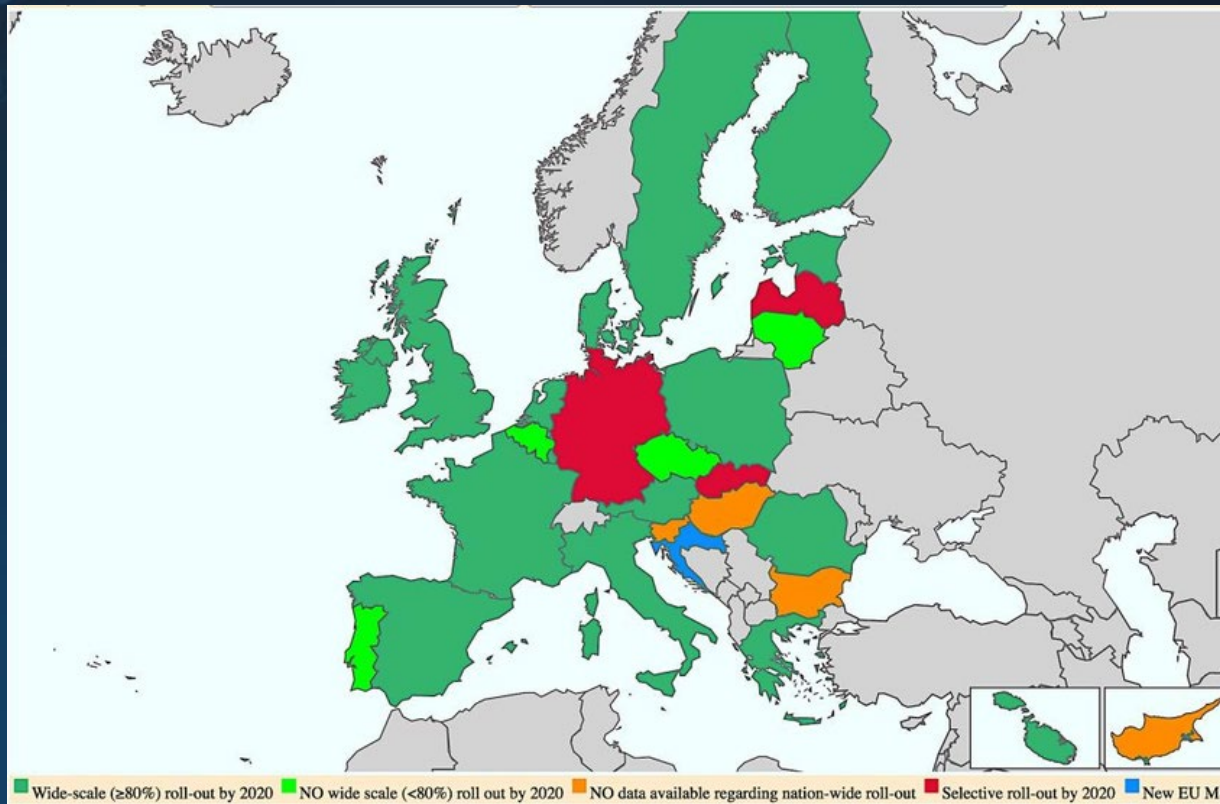 Wide-scale (≥80%) roll-out by 2020 NO wide scale (<80%) roll out by 2020 NO data available regarding nation-wide roll-out Selective roll-out by 2020 New EU M